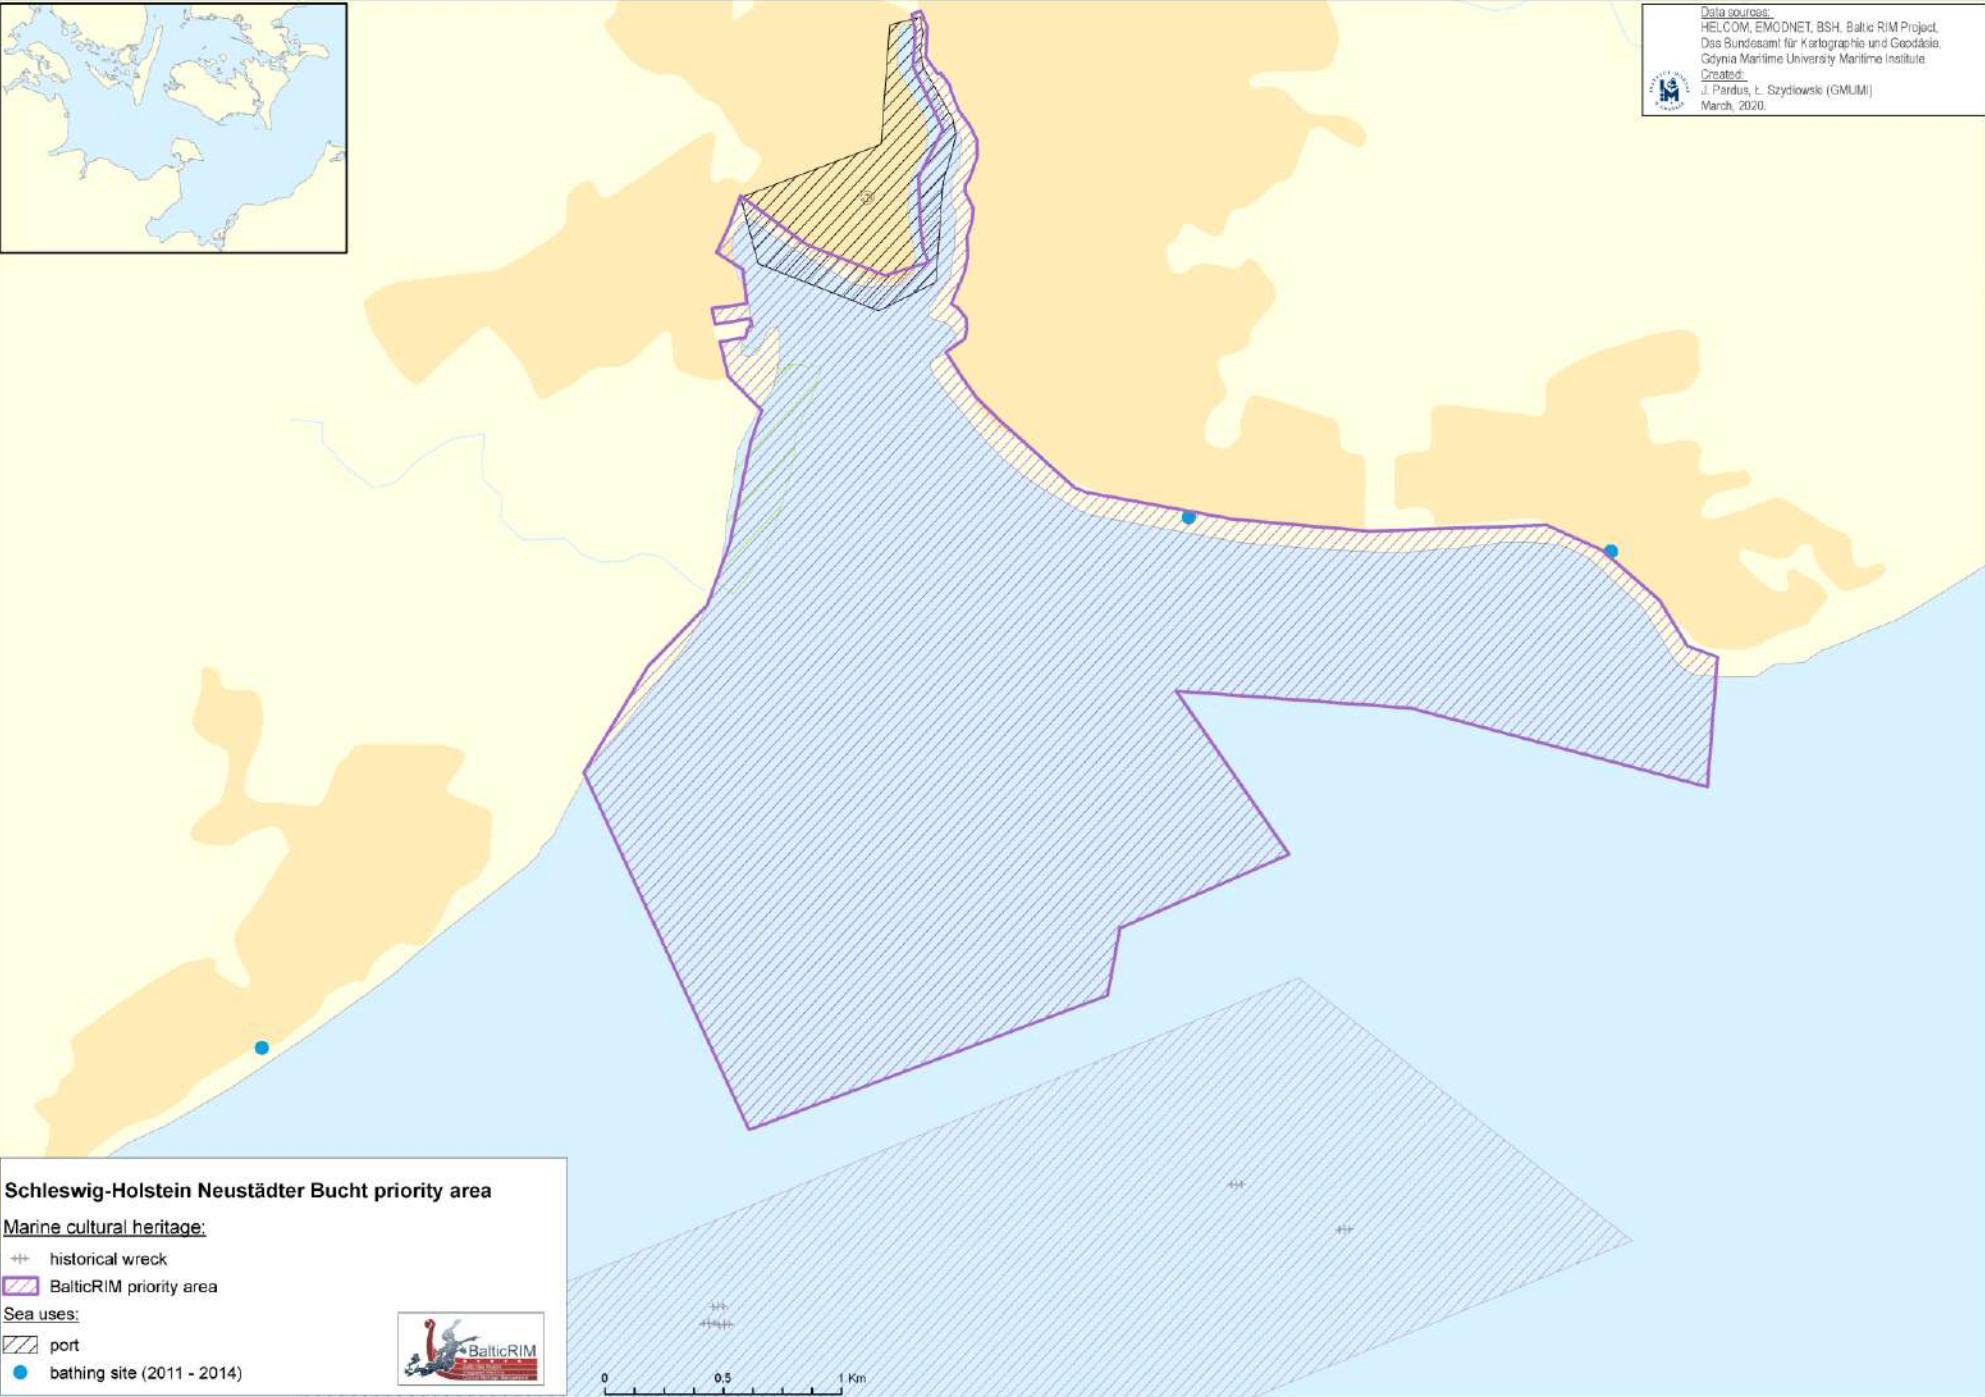 Data sources:
HELCOM, EMODNET, BSH, Baltic RIM Project,
Das Bundesamt für Kartographie und Geodäsie,
Gdynia Maritime University Maritime Institute
Created:
J. Pardus, Ł. Szydłowski (GMUMI)
March, 2020.
Schleswig-Holstein Neustädter Bucht priority area
Marine cultural heritage:
historical wreck
BalticRIM priority area
Sea uses:
port
bathing site (2011 - 2014)
BalticRIM
0 0.5 1 Km